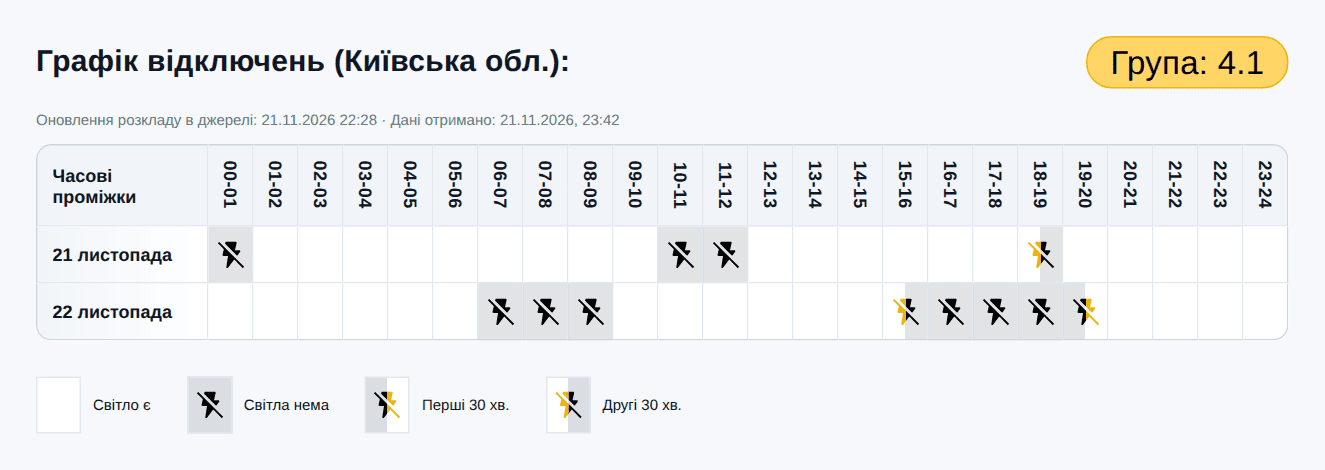 Графік відключень (Київська обл.):
Група: 4.1
Оновлення розкладу в джерелі: 21.11.2026 22:28 · Дані отримано: 21.11.2026, 23:42
Часові
проміжки
00-01
01-02
02-03
03-04
04-05
05-06
06-07
07-08
08-09
09-10
10-11
11-12
12-13
13-14
14-15
15-16
16-17
17-18
18-19
19-20
20-21
21-22
22-23
23-24
21 листопада
22 листопада
Світло є
Світла нема
Перші 30 хв.
Другі 30 хв.